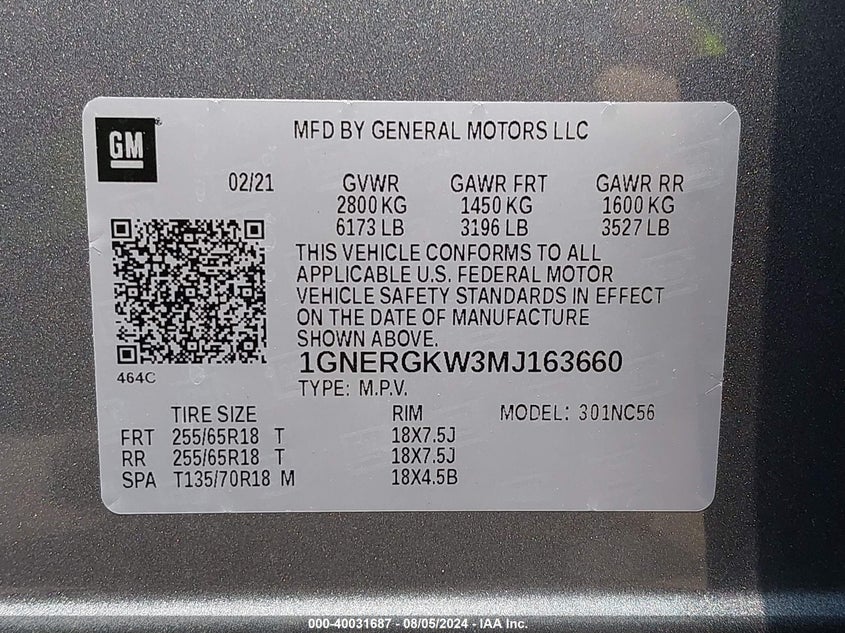 GM ®
MFD BY GENERAL MOTORS LLC
02/21 GVWR GAWR FRT GAWR RR
2800 KG 1450 KG 1600 KG
6173 LB 3196 LB 3527 LB
THIS VEHICLE CONFORMS TO ALL
APPLICABLE U.S. FEDERAL MOTOR
VEHICLE SAFETY STANDARDS IN EFFECT
ON THE DATE OF MANUFACTURE
SHOWN ABOVE.
1GNERGKW3MJ163660
464C
TYPE: M.P.V.
TIRE SIZE RIM MODEL: 301NC56
FRT 255/65R18 T 18X7.5J
RR 255/65R18 T 18X7.5J
SPA T135/70R18 M 18X4.5B
000-40031687 - 08/05/2024 - IAA Inc.